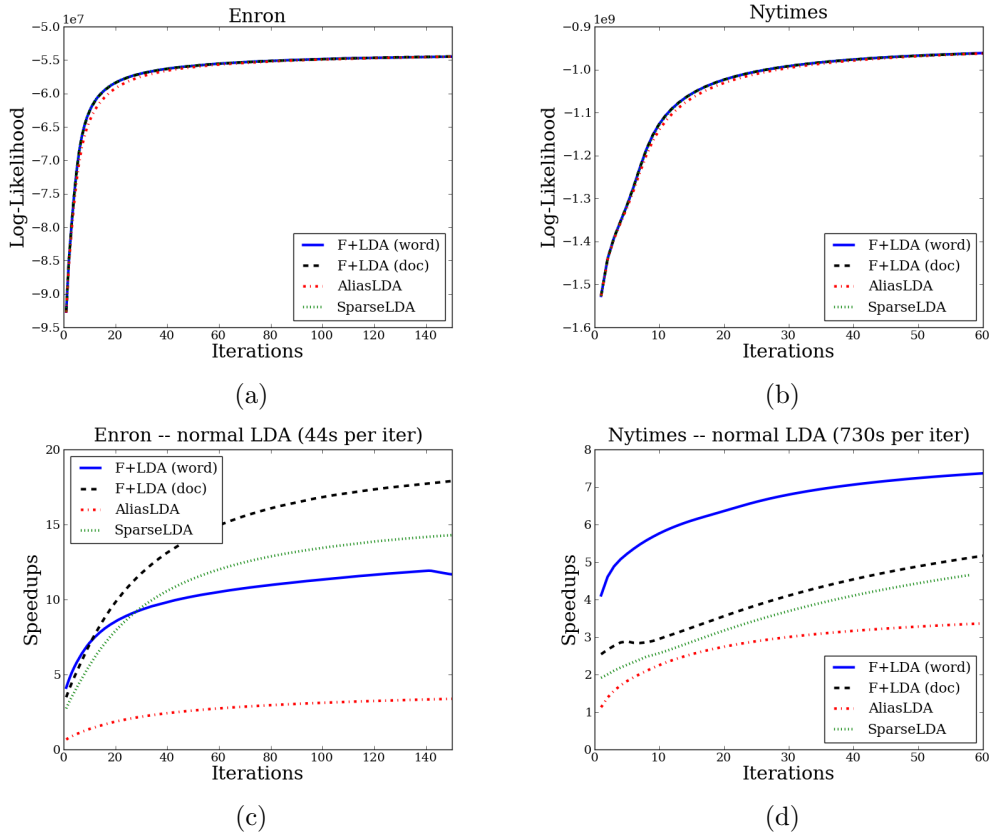 Enron
1e7
Log-Likelihood
−5.0
−5.5
−6.0
−6.5
−7.0
−7.5
−8.0
−8.5
−9.0
−9.5
F+LDA (word)
F+LDA (doc)
AliasLDA
SparseLDA
0 20 40 60 80 100 120 140
Iterations
(a)
Nytimes
1e9
Log-Likelihood
−0.9
−1.0
−1.1
−1.2
−1.3
−1.4
−1.5
−1.6
F+LDA (word)
F+LDA (doc)
AliasLDA
SparseLDA
0 10 20 30 40 50 60
Iterations
(b)
Enron -- normal LDA (44s per iter)
Speedups
20
15
10
5
0
F+LDA (word)
F+LDA (doc)
AliasLDA
SparseLDA
0 20 40 60 80 100 120 140
Iterations
(c)
Nytimes -- normal LDA (730s per iter)
Speedups
8
7
6
5
4
3
2
1
0
F+LDA (word)
F+LDA (doc)
AliasLDA
SparseLDA
0 10 20 30 40 50 60
Iterations
(d)